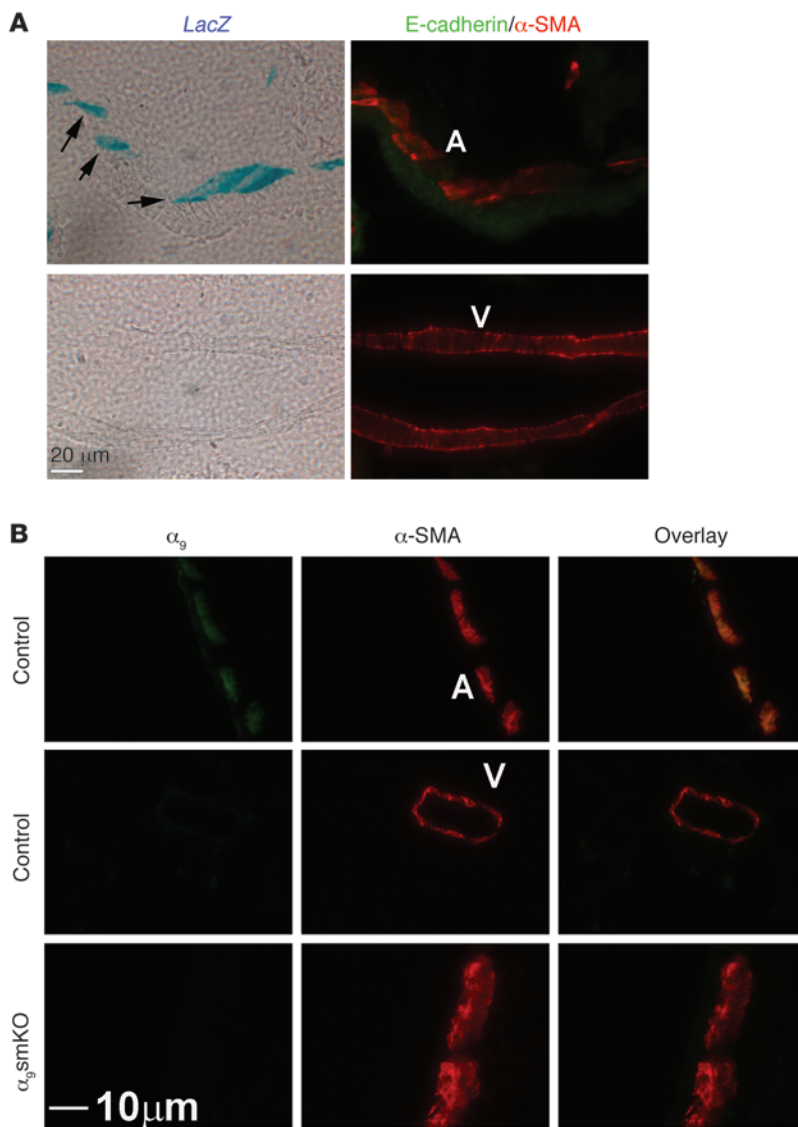 A
LacZ
E-cadherin/α-SMA
A
V
20 μm
B
α₉
α-SMA
Overlay
Control
A
Control
V
α₉smKO
10μm